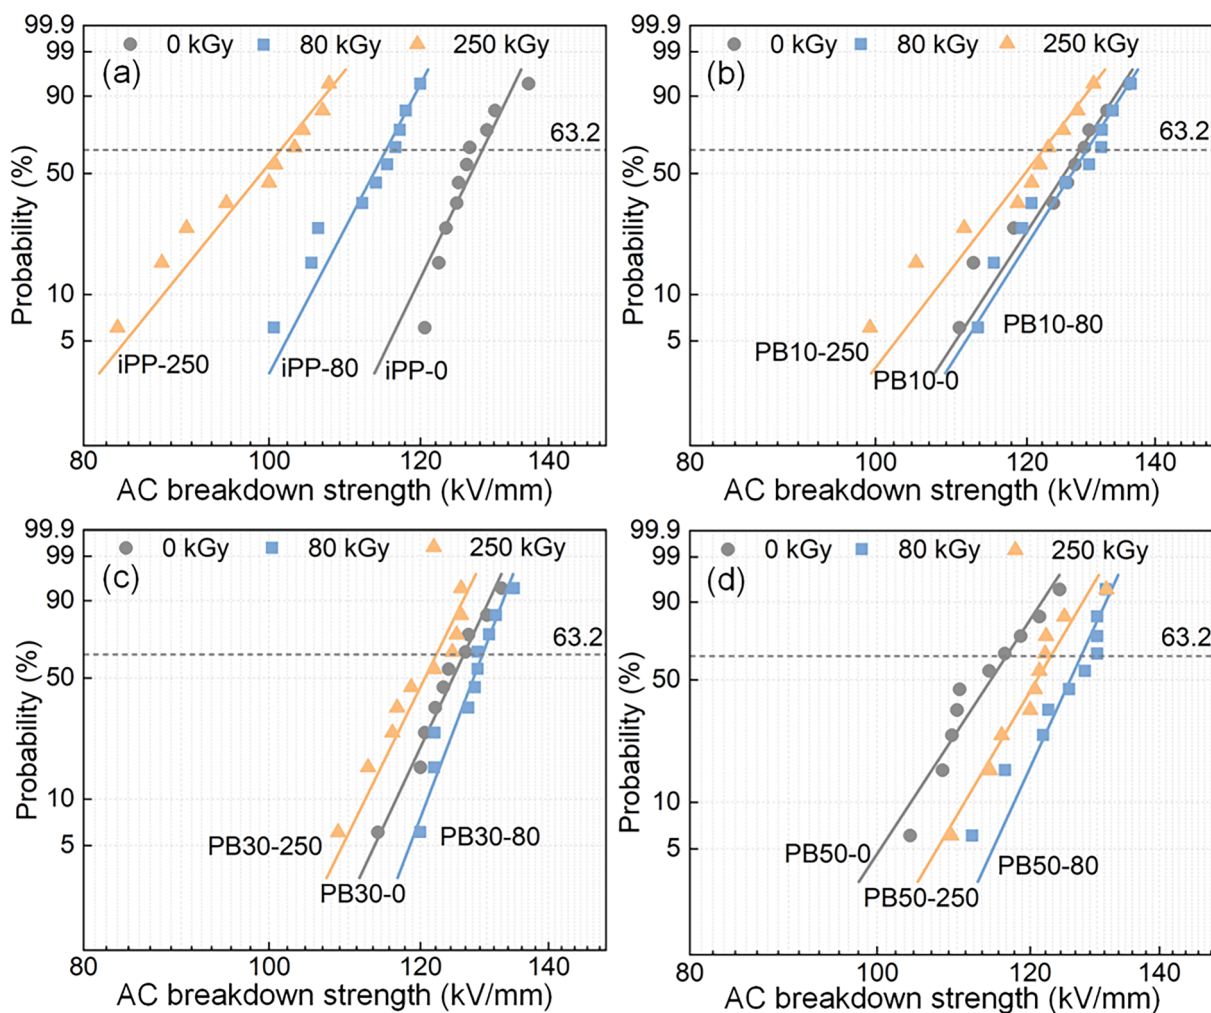 99.9
0 kGy 80 kGy 250 kGy
99
(a)
90
63.2
50
10
5
iPP-250
iPP-80
iPP-0
80 100 120 140
Probability (%)
AC breakdown strength (kV/mm)
99.9
0 kGy 80 kGy 250 kGy
99
(b)
90
63.2
50
10
5
PB10-80
PB10-250
PB10-0
80 100 120 140
Probability (%)
AC breakdown strength (kV/mm)
99.9
0 kGy 80 kGy 250 kGy
99
(c)
90
63.2
50
10
5
PB30-80
PB30-250
PB30-0
80 100 120 140
Probability (%)
AC breakdown strength (kV/mm)
99.9
0 kGy 80 kGy 250 kGy
99
(d)
90
63.2
50
10
5
PB50-0
PB50-80
PB50-250
80 100 120 140
Probability (%)
AC breakdown strength (kV/mm)